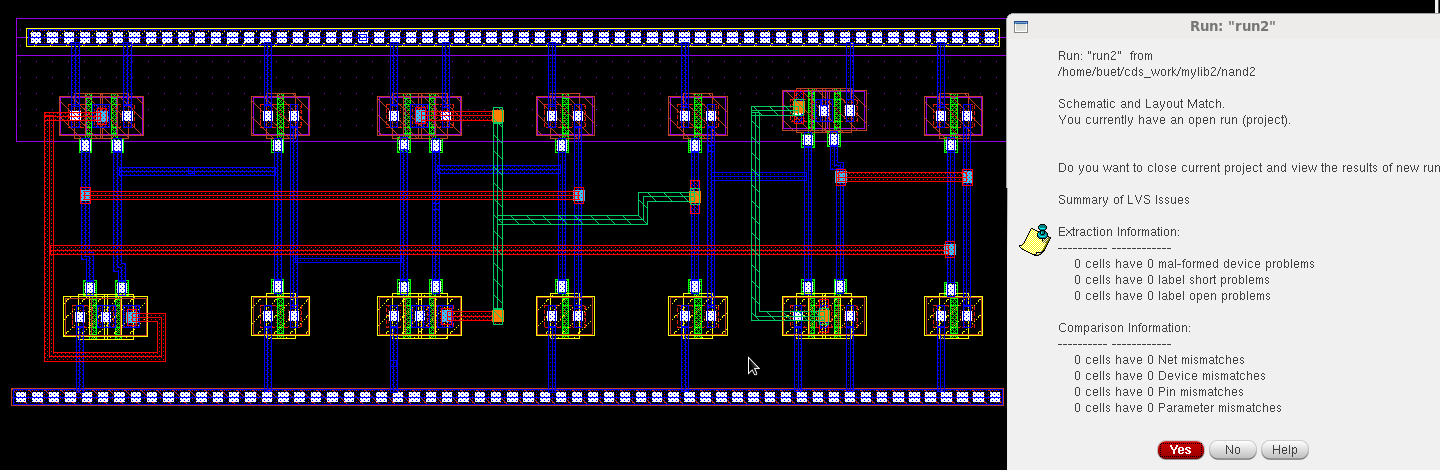 Run: "run2"
Run: "run2" from
/home/buet/cds_work/mylib2/nand2
Schematic and Layout Match.
You currently have an open run (project).
Do you want to close current project and view the results of new run
Summary of LVS Issues
Extraction Information:
---------- ------------
0 cells have 0 mal-formed device problems
0 cells have 0 label short problems
0 cells have 0 label open problems
Comparison Information:
---------- ------------
0 cells have 0 Net mismatches
0 cells have 0 Device mismatches
0 cells have 0 Pin mismatches
0 cells have 0 Parameter mismatches
Yes No Help